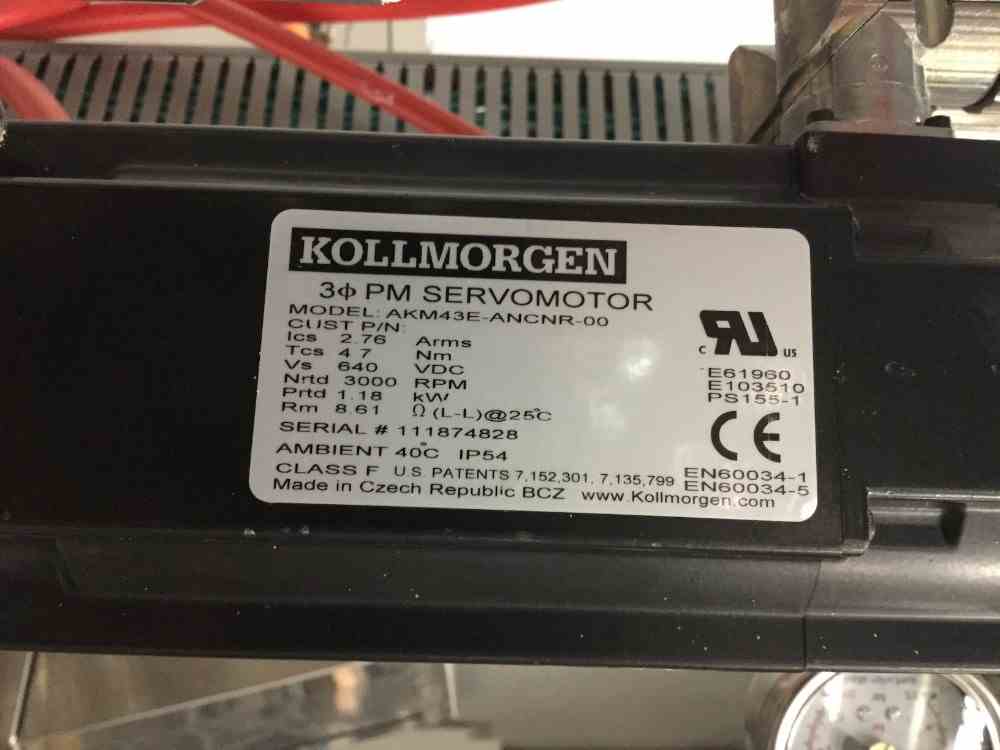 KOLLMORGEN
3ϕ PM SERVOMOTOR
MODEL: AKM43E-ANCNR-00
CUST P/N:
Ics 2.76 Arms
Tcs 4.7 Nm
Vs 640 VDC
Nrtd 3000 RPM
Prtd 1.18 kW
Rm 8.61 Ω (L-L)@25°C
SERIAL # 111874828
AMBIENT 40°C IP54
CLASS F U.S. PATENTS 7,152,301, 7,135,799
Made in Czech Republic BCZ www.Kollmorgen.com
c RU us
E61960
E103510
PS155-1
CE
EN60034-1
EN60034-5